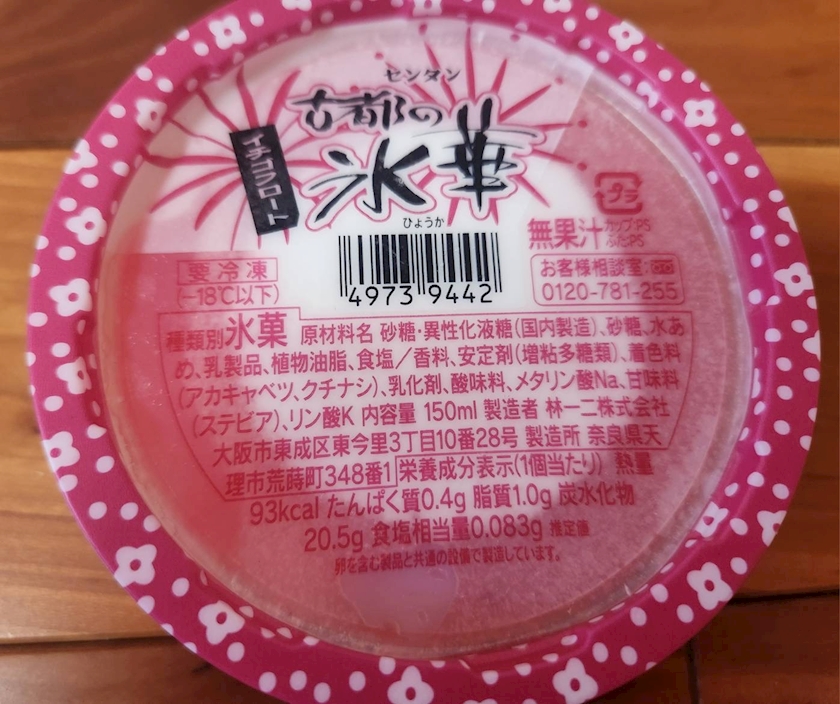 センタン
古都の
氷華
ひょうか
イチゴフロート
プラ
無果汁 カップPS
ふたPS
要冷凍
(−18℃以下)
4973 9442
お客様相談室:
0120-781-255
種類別氷菓 原材料名 砂糖・異性化液糖(国内製造)、砂糖、水あ
め、乳製品、植物油脂、食塩／香料、安定剤(増粘多糖類)、着色料
(アカキャベツ、クチナシ)、乳化剤、酸味料、メタリン酸Na、甘味料
(ステビア)、リン酸K 内容量 150ml 製造者 林一二株式会社
大阪市東成区東今里3丁目10番28号 製造所 奈良県天
理市荒蒔町348番1 栄養成分表示(1個当たり) 熱量
93kcal たんぱく質0.4g 脂質1.0g 炭水化物
20.5g 食塩相当量0.083g 推定値
卵を含む製品と共通の設備で製造しています。